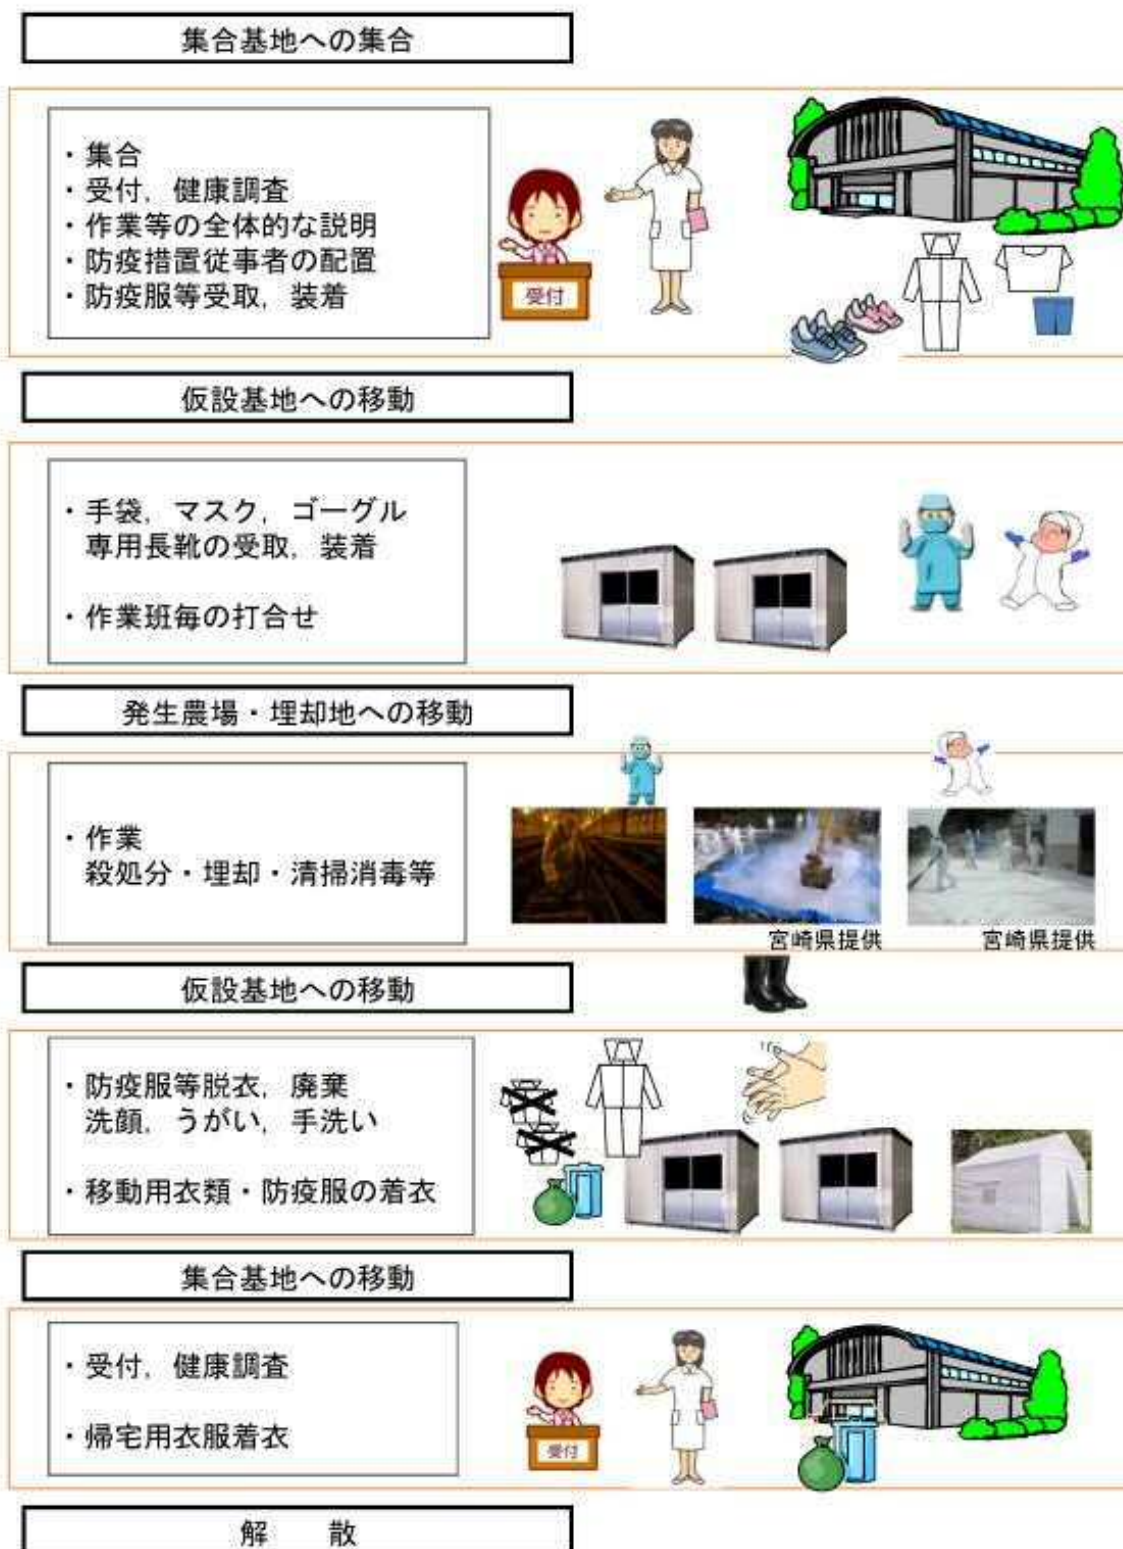 集合基地への集合
・集合
・受付，健康調査
・作業等の全体的な説明
・防疫措置従事者の配置
・防疫服等受取，装着
受付
仮設基地への移動
・手袋，マスク，ゴーグル
専用長靴の受取，装着
・作業班毎の打合せ
発生農場・埋却地への移動
・作業
殺処分・埋却・清掃消毒等
宮崎県提供
宮崎県提供
仮設基地への移動
・防疫服等脱衣，廃棄
洗顔，うがい，手洗い
・移動用衣類・防疫服の着衣
集合基地への移動
・受付，健康調査
・帰宅用衣服着衣
受付
解　　散